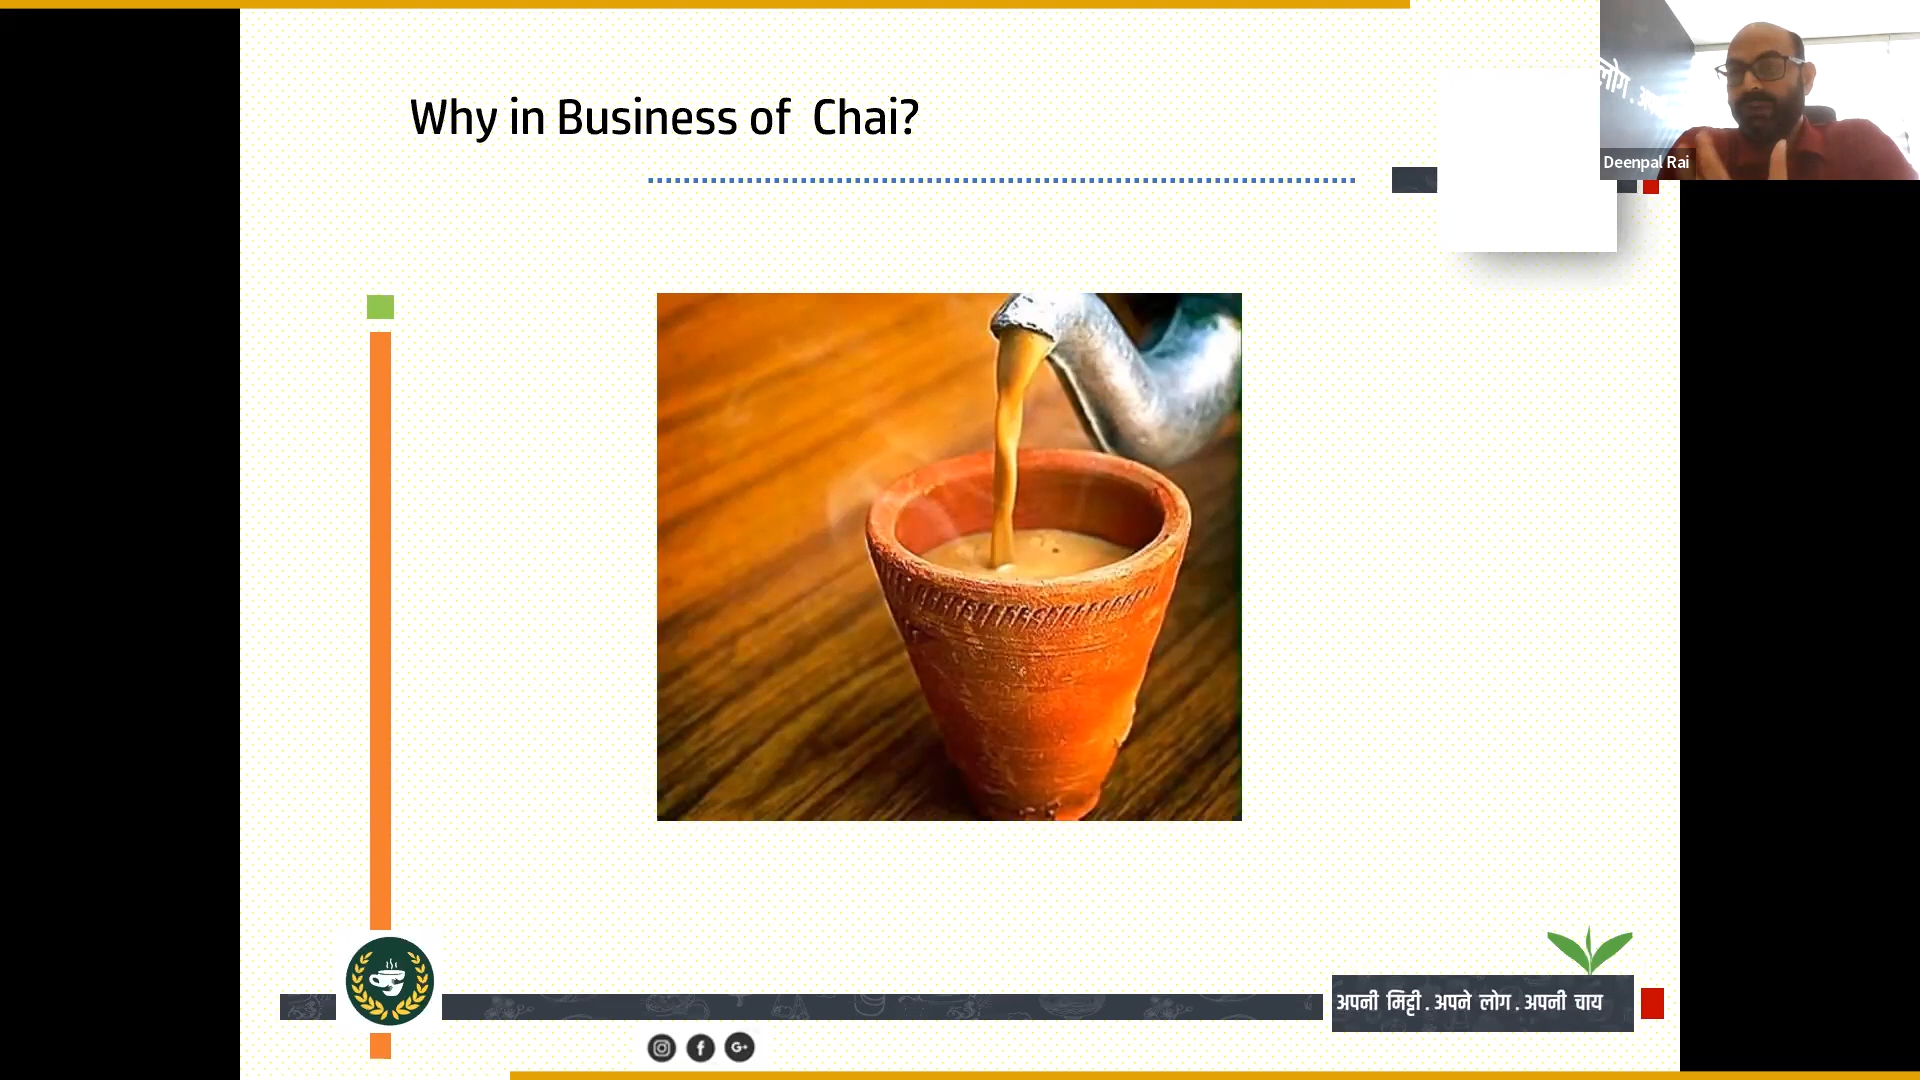 Why in Business of  Chai?
लोग . अ
Deenpal Rai
अपनी मिट्टी . अपने लोग . अपनी चाय